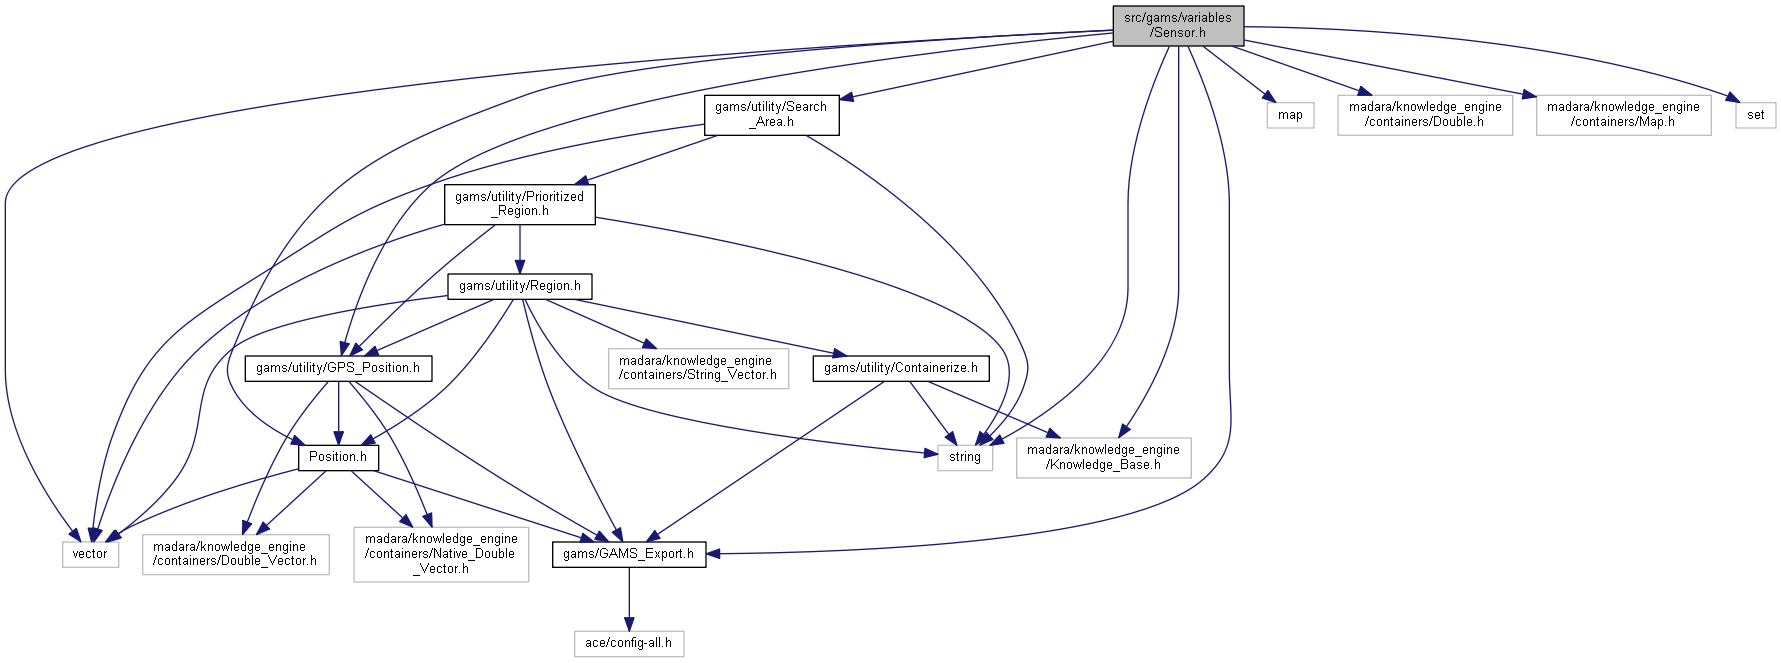 src/gams/variables
/Sensor.h
gams/utility/Search
_Area.h
map
madara/knowledge_engine
/containers/Double.h
madara/knowledge_engine
/containers/Map.h
set
gams/utility/Prioritized
_Region.h
gams/utility/Region.h
gams/utility/GPS_Position.h
madara/knowledge_engine
/containers/String_Vector.h
gams/utility/Containerize.h
Position.h
string
madara/knowledge_engine
/Knowledge_Base.h
vector
madara/knowledge_engine
/containers/Double_Vector.h
madara/knowledge_engine
/containers/Native_Double
_Vector.h
gams/GAMS_Export.h
ace/config-all.h